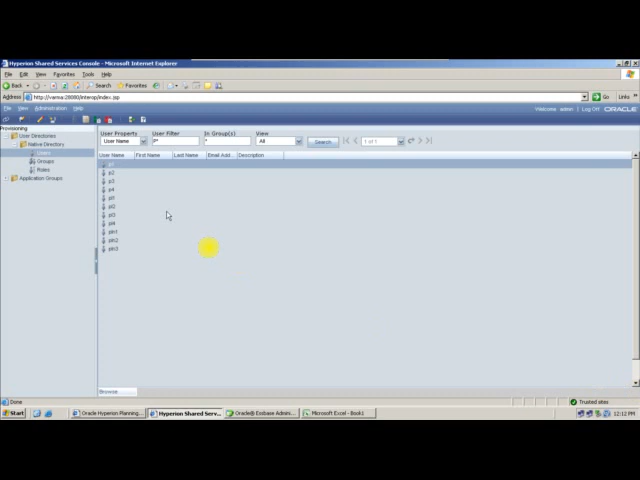 Hyperion Shared Services Console - Microsoft Internet Explorer
File Edit View Favorites Tools Help
Back Search Favorites
Address http://varma:28080/interop/index.jsp Go Links »
File View Administration Help Welcome admin Log Off ORACLE
Provisioning
User Directories
Native Directory
Users
Groups
Roles
Application Groups
User Property User Filter In Group(s) View
User Name P* * All Search 1 of 1
User Name First Name Last Name Email Add... Description
p1
p2
p3
p4
pl2
pl3
pln1
pln2
pln3
Browse
Done Trusted sites
Start Oracle Hyperion Planning... Hyperion Shared Serv... Oracle® Essbase Admini... Microsoft Excel - Book1 12:12 PM